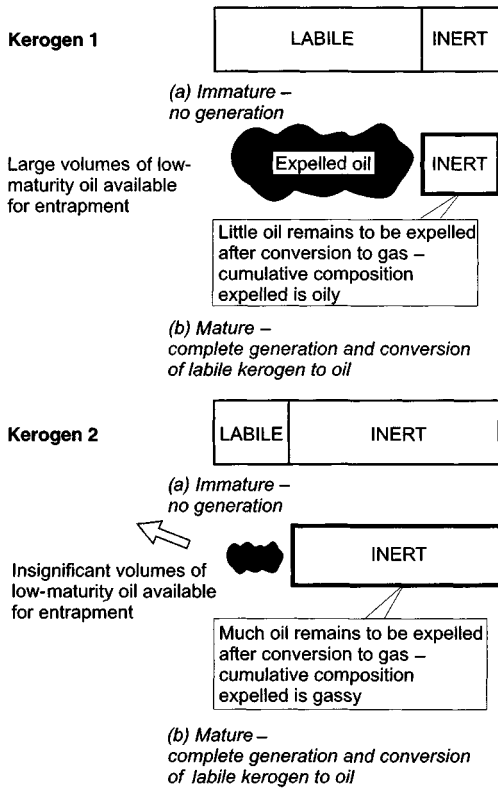 Kerogen 1
LABILE
INERT
(a) Immature –
no generation
Large volumes of low-
maturity oil available
for entrapment
Expelled oil
INERT
Little oil remains to be expelled
after conversion to gas –
cumulative composition
expelled is oily
(b) Mature –
complete generation and conversion
of labile kerogen to oil
Kerogen 2
LABILE
INERT
(a) Immature –
no generation
Insignificant volumes of
low-maturity oil available
for entrapment
INERT
Much oil remains to be expelled
after conversion to gas –
cumulative composition
expelled is gassy
(b) Mature –
complete generation and conversion
of labile kerogen to oil